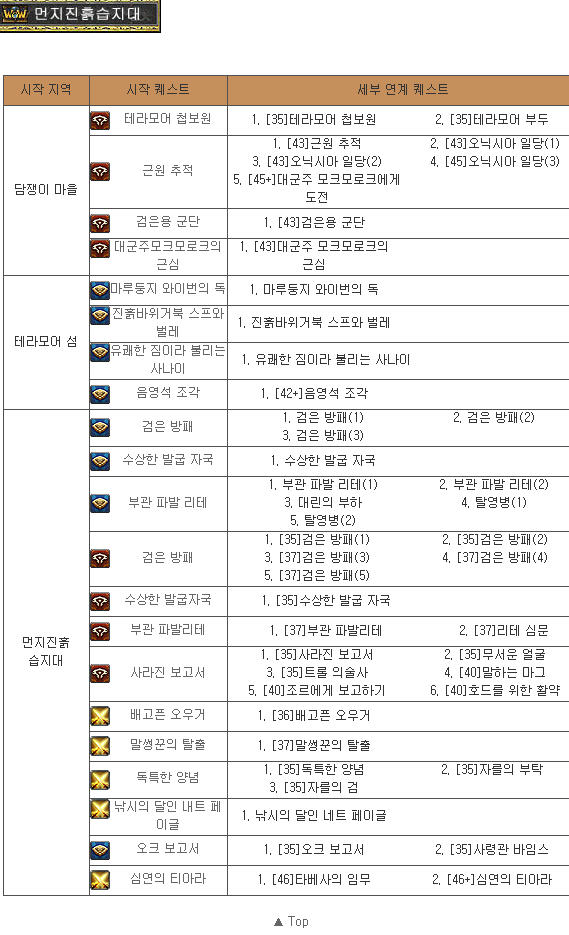 WOW 먼지진흙습지대
시작 지역 시작 퀘스트 세부 연계 퀘스트
담쟁이 마을
테라모어 첩보원 1. [35]테라모어 첩보원 2. [35]테라모어 부두
근원 추적
1. [43]근원 추적 2. [43]오닉시아 일당(1)
3. [43]오닉시아 일당(2) 4. [45]오닉시아 일당(3)
5. [45+]대군주 모크모로크에게
도전
검은용 군단 1. [43]검은용 군단
대군주모크모로크의
근심
1. [43]대군주 모크모로크의
근심
테라모어 섬
마루둥지 와이번의 독 1. 마루둥지 와이번의 독
진흙바위거북 스프와
벌레
1. 진흙바위거북 스프와 벌레
유쾌한 짐이라 불리는
사나이
1. 유쾌한 짐이라 불리는 사나이
음영석 조각 1. [42+]음영석 조각
먼지진흙
습지대
검은 방패
1. 검은 방패(1) 2. 검은 방패(2)
3. 검은 방패(3)
수상한 발굽 자국 1. 수상한 발굽 자국
부관 파발 리테
1. 부관 파발 리테(1) 2. 부관 파발 리테(2)
3. 대린의 부하 4. 탈영병(1)
5. 탈영병(2)
검은 방패
1. [35]검은 방패(1) 2. [35]검은 방패(2)
3. [37]검은 방패(3) 4. [37]검은 방패(4)
5. [37]검은 방패(5)
수상한 발굽자국 1. [35]수상한 발굽 자국
부관 파발리테 1. [37]부관 파발리테 2. [37]리테 심문
사라진 보고서
1. [35]사라진 보고서 2. [35]무서운 얼굴
3. [35]트롤 의술사 4. [40]말하는 마그
5. [40]조르에게 보고하기 6. [40]호드를 위한 활약
배고픈 오우거 1. [36]배고픈 오우거
말썽꾼의 탈출 1. [37]말썽꾼의 탈출
독특한 양념
1. [35]독특한 양념 2. [35]자를의 부탁
3. [35]자를의 검
낚시의 달인 내트 페
이글
1. 낚시의 달인 네트 페이글
오크 보고서 1. [35]오크 보고서 2. [35]사령관 바임스
심연의 티아라 1. [46]타베사의 임무 2. [46+]심연의 티아라
▲ Top